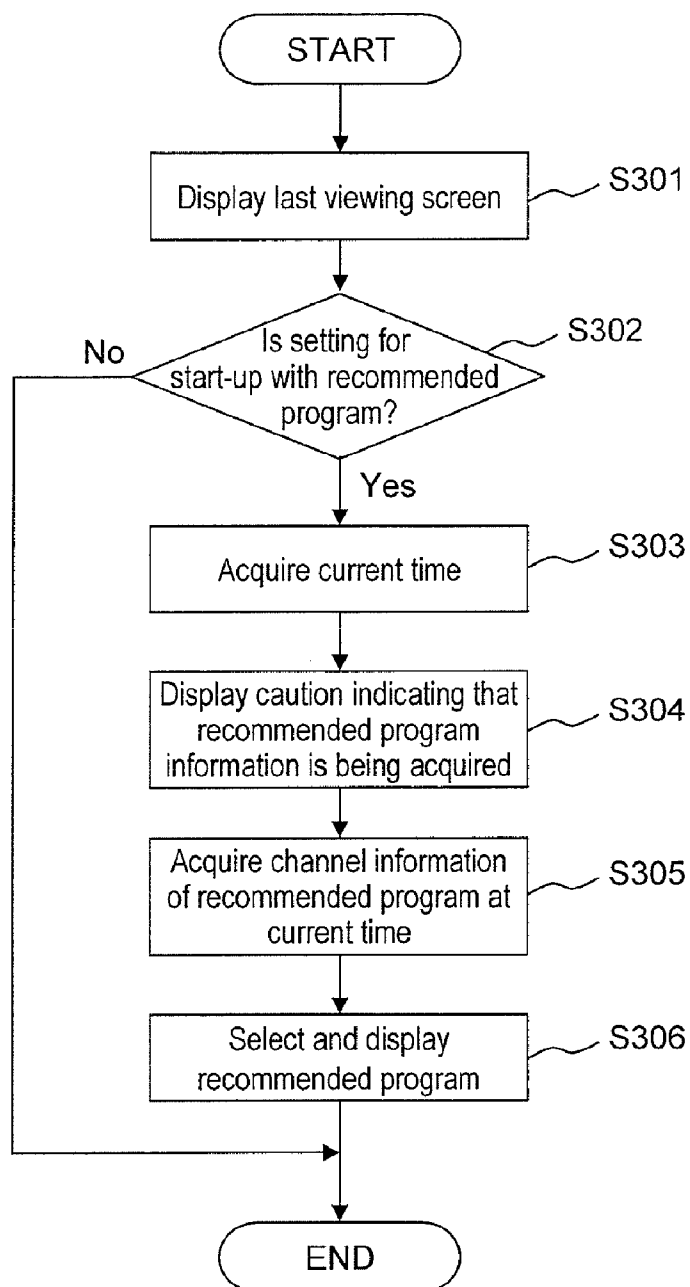 START
Display last viewing screen
S301
Is setting for
start-up with recommended
program?
S302
No
Yes
Acquire current time
S303
Display caution indicating that
recommended program
information is being acquired
S304
Acquire channel information
of recommended program at
current time
S305
Select and display
recommended program
S306
END